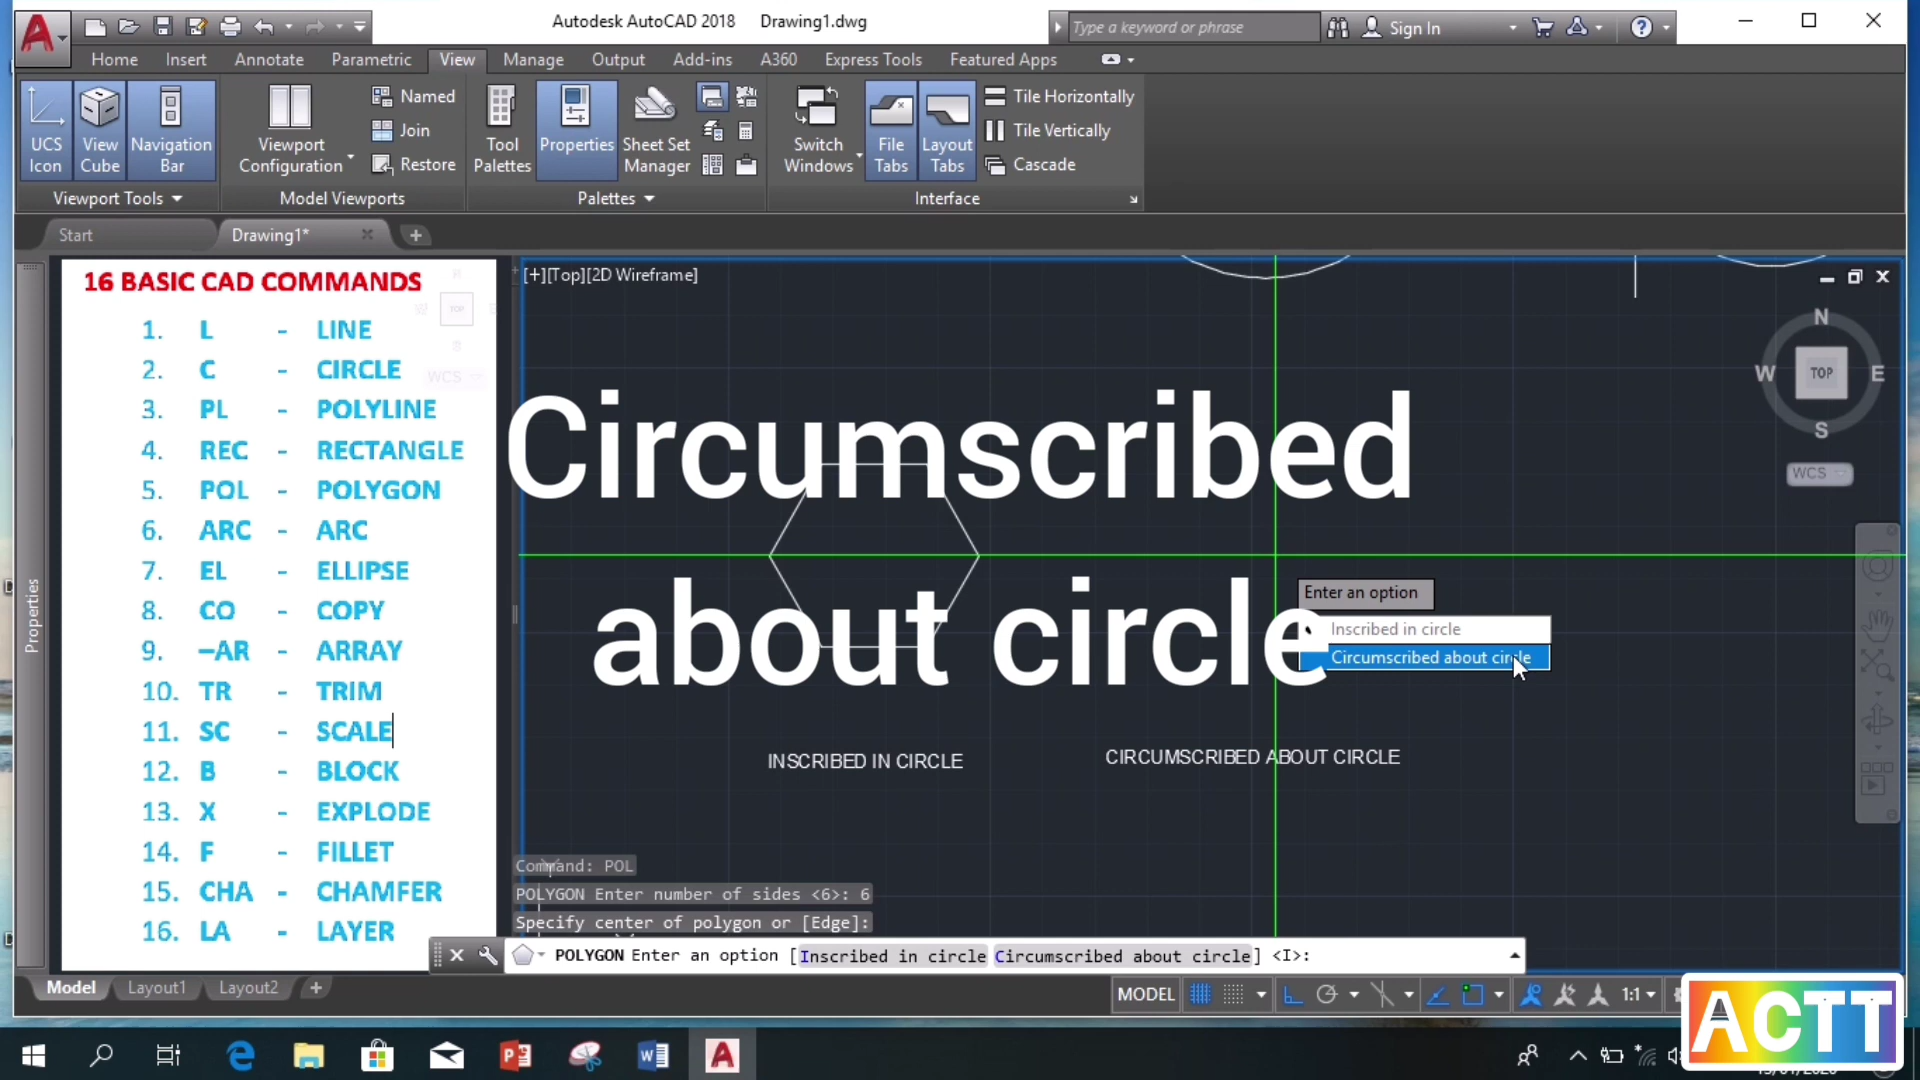 Autodesk AutoCAD 2018 Drawing1.dwg
Type a keyword or phrase
Sign In
Home Insert Annotate Parametric View Manage Output Add-ins A360 Express Tools Featured Apps
UCS Icon
View Cube
Navigation Bar
Viewport Configuration
Named
Join
Restore
Tool Palettes
Properties
Sheet Set Manager
Switch Windows
File Tabs
Layout Tabs
Tile Horizontally
Tile Vertically
Cascade
Viewport Tools
Model Viewports
Palettes
Interface
Start
Drawing1*
Properties
16 BASIC CAD COMMANDS
1. L - LINE
2. C - CIRCLE
3. PL - POLYLINE
4. REC - RECTANGLE
5. POL - POLYGON
6. ARC - ARC
7. EL - ELLIPSE
8. CO - COPY
9. –AR - ARRAY
10. TR - TRIM
11. SC - SCALE
12. B - BLOCK
13. X - EXPLODE
14. F - FILLET
15. CHA - CHAMFER
16. LA - LAYER
TOP
WCS
[+][Top][2D Wireframe]
N
W TOP E
S
WCS
Circumscribed
about circle
Enter an option
Inscribed in circle
Circumscribed about circle
INSCRIBED IN CIRCLE
CIRCUMSCRIBED ABOUT CIRCLE
Command: POL
POLYGON Enter number of sides <6>: 6
Specify center of polygon or [Edge]:
POLYGON Enter an option [Inscribed in circle Circumscribed about circle] <I>:
Model Layout1 Layout2
MODEL
1:1
ACTT